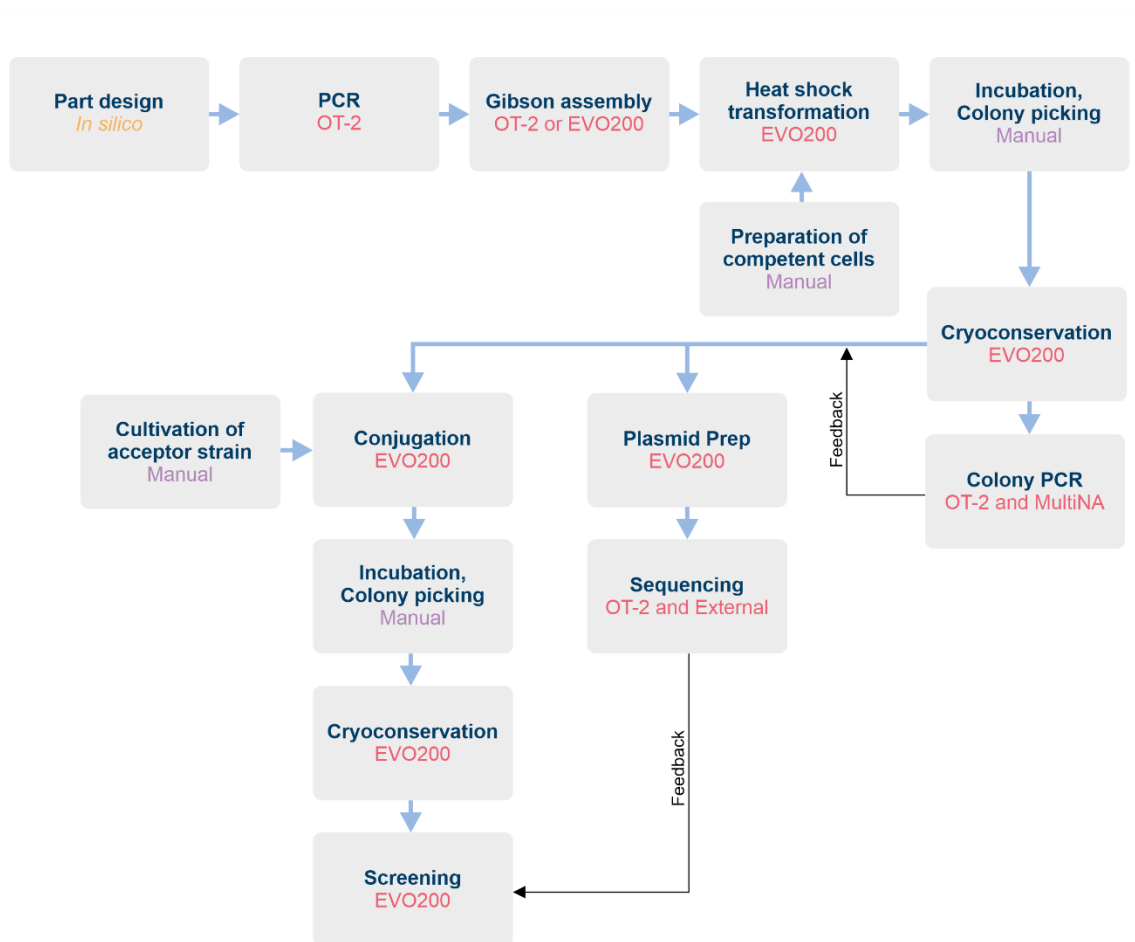 Part design
In silico
PCR
OT-2
Gibson assembly
OT-2 or EVO200
Heat shock
transformation
EVO200
Incubation,
Colony picking
Manual
Preparation of
competent cells
Manual
Cryoconservation
EVO200
Colony PCR
OT-2 and MultiNA
Feedback
Cultivation of
acceptor strain
Manual
Conjugation
EVO200
Plasmid Prep
EVO200
Incubation,
Colony picking
Manual
Sequencing
OT-2 and External
Cryoconservation
EVO200
Feedback
Screening
EVO200